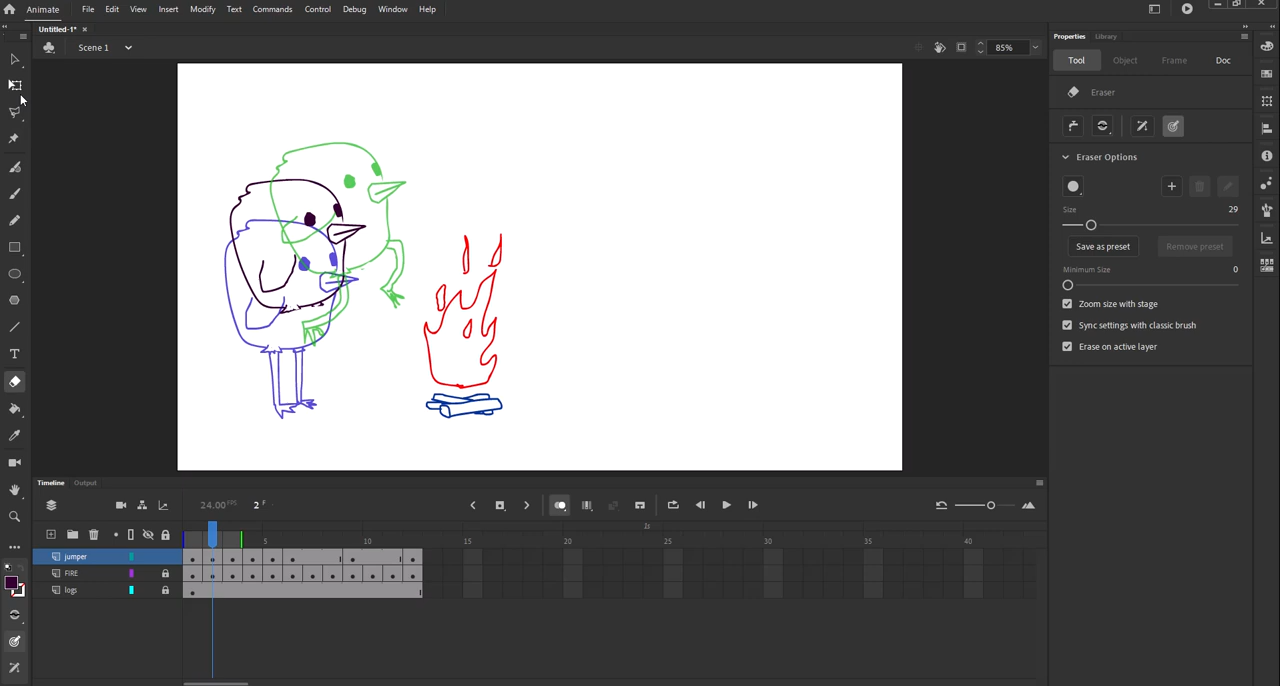 Animate File Edit View Insert Modify Text Commands Control Debug Window Help
Untitled-1* ×
Scene 1
85%
Properties Library
Tool Object Frame Doc
Eraser
Eraser Options
Size 29
Save as preset Remove preset
Minimum Size 0
Zoom size with stage
Sync settings with classic brush
Erase on active layer
Timeline Output
24.00 FPS 2 F
1s
5 10 15 20 25 30 35 40
jumper
FIRE
logs